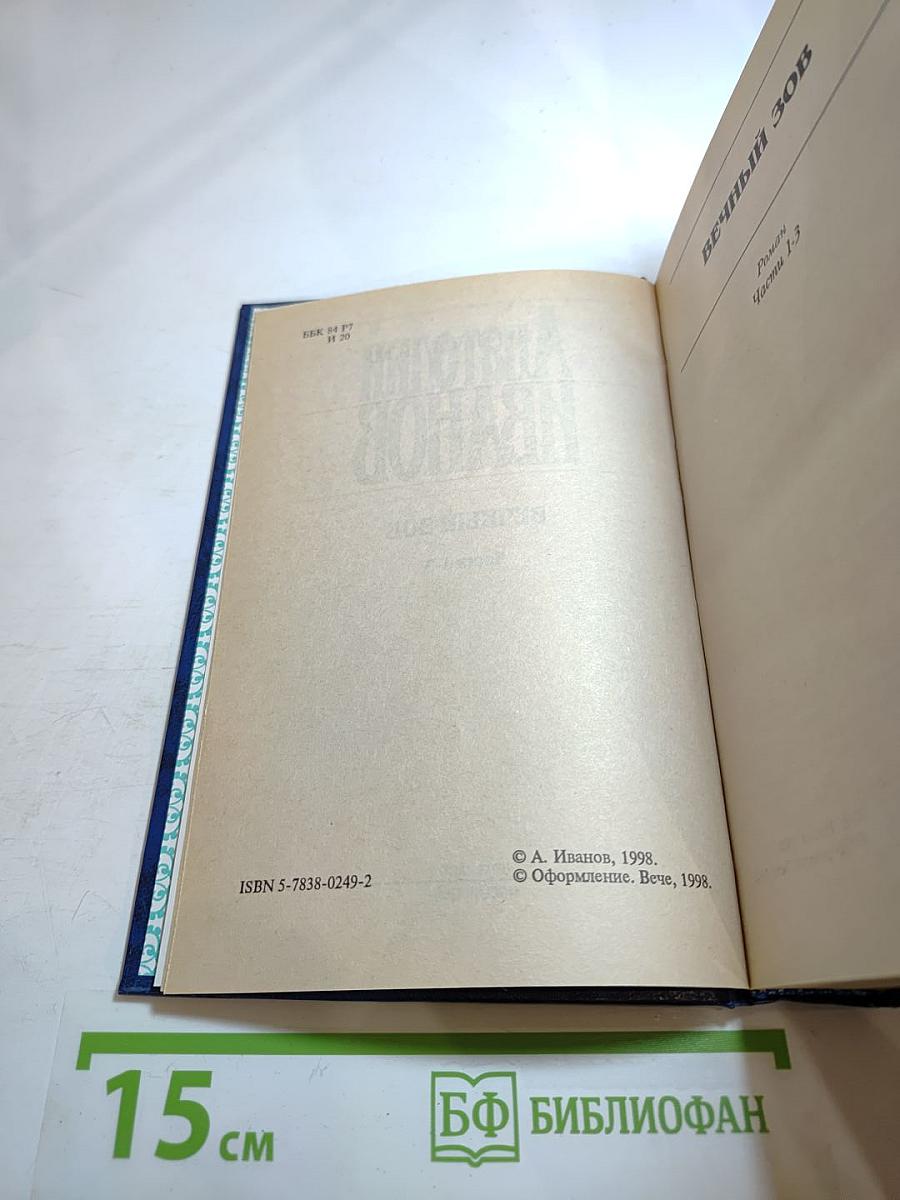 ББК 84 Р7
И 20
ISBN 5-7838-0249-2
© А. Иванов, 1998.
© Оформление. Вече, 1998.
ВЕЧНЫЙ ЗОВ
Роман
Части 1-3
15 см
БФ БИБЛИОФАН